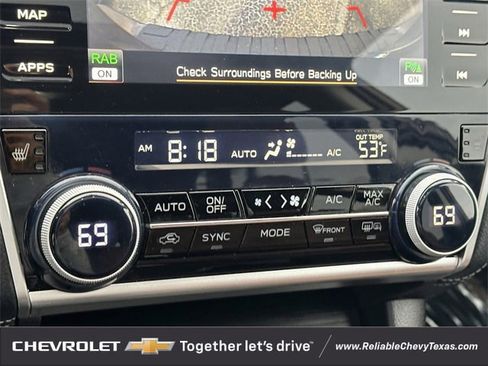 MAP
APPS
RAB
ON
Check Surroundings Before Backing Up
ON
AM 8:18 AUTO A/C OUT TEMP 53°F
69
AUTO ON/OFF A/C MAX A/C
69
SYNC MODE FRONT
CHEVROLET Together let's drive™ www.ReliableChevyTexas.com